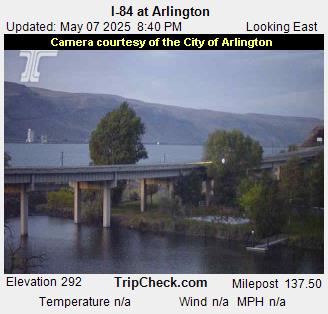 I-84 at Arlington
Updated: May 07 2025 8:40 PM Looking East
Camera courtesy of the City of Arlington
Elevation 292 TripCheck.com Milepost 137.50
Temperature n/a Wind n/a MPH n/a